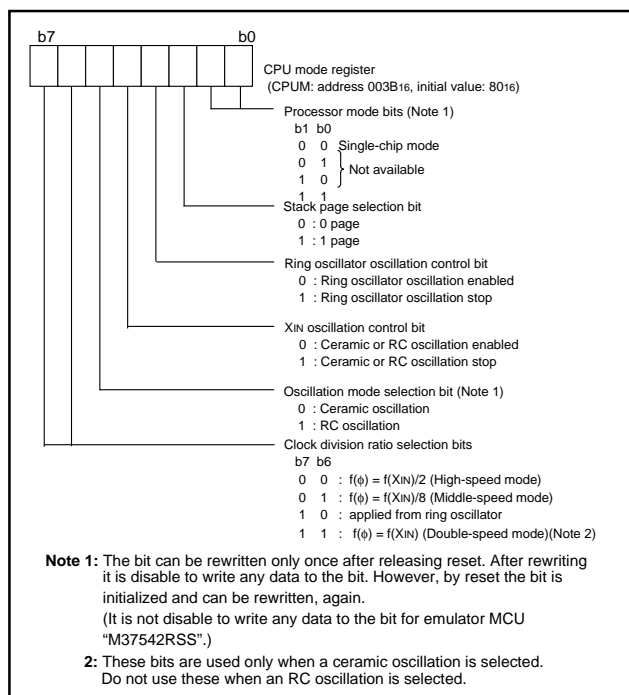 b7 b0
CPU mode register
(CPUM: address 003B16, initial value: 8016)
Processor mode bits (Note 1)
b1 b0
0 0 Single-chip mode
0 1
1 0 Not available
1 1
Stack page selection bit
0 : 0 page
1 : 1 page
Ring oscillator oscillation control bit
0 : Ring oscillator oscillation enabled
1 : Ring oscillator oscillation stop
XIN oscillation control bit
0 : Ceramic or RC oscillation enabled
1 : Ceramic or RC oscillation stop
Oscillation mode selection bit (Note 1)
0 : Ceramic oscillation
1 : RC oscillation
Clock division ratio selection bits
b7 b6
0 0 : f(φ) = f(XIN)/2 (High-speed mode)
0 1 : f(φ) = f(XIN)/8 (Middle-speed mode)
1 0 : applied from ring oscillator
1 1 : f(φ) = f(XIN) (Double-speed mode)(Note 2)
Note 1: The bit can be rewritten only once after releasing reset. After rewriting
it is disable to write any data to the bit. However, by reset the bit is
initialized and can be rewritten, again.
(It is not disable to write any data to the bit for emulator MCU
“M37542RSS”.)
2: These bits are used only when a ceramic oscillation is selected.
Do not use these when an RC oscillation is selected.